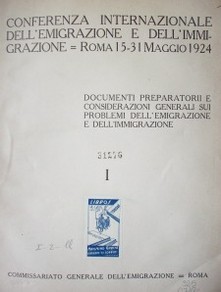 CONFERENZA INTERNAZIONALE
DELL'EMIGRAZIONE E DELL'IMMI-
GRAZIONE = ROMA 15-31 MAGGIO 1924
DOCUMENTI PREPARATORII E
CONSIDERAZIONI GENERALI SUI
PROBLEMI DELL'EMIGRAZIONE
E DELL'IMMIGRAZIONE
I
LIBROS
COMMISSARIATO GENERALE DELL'EMIGRAZIONE = ROMA